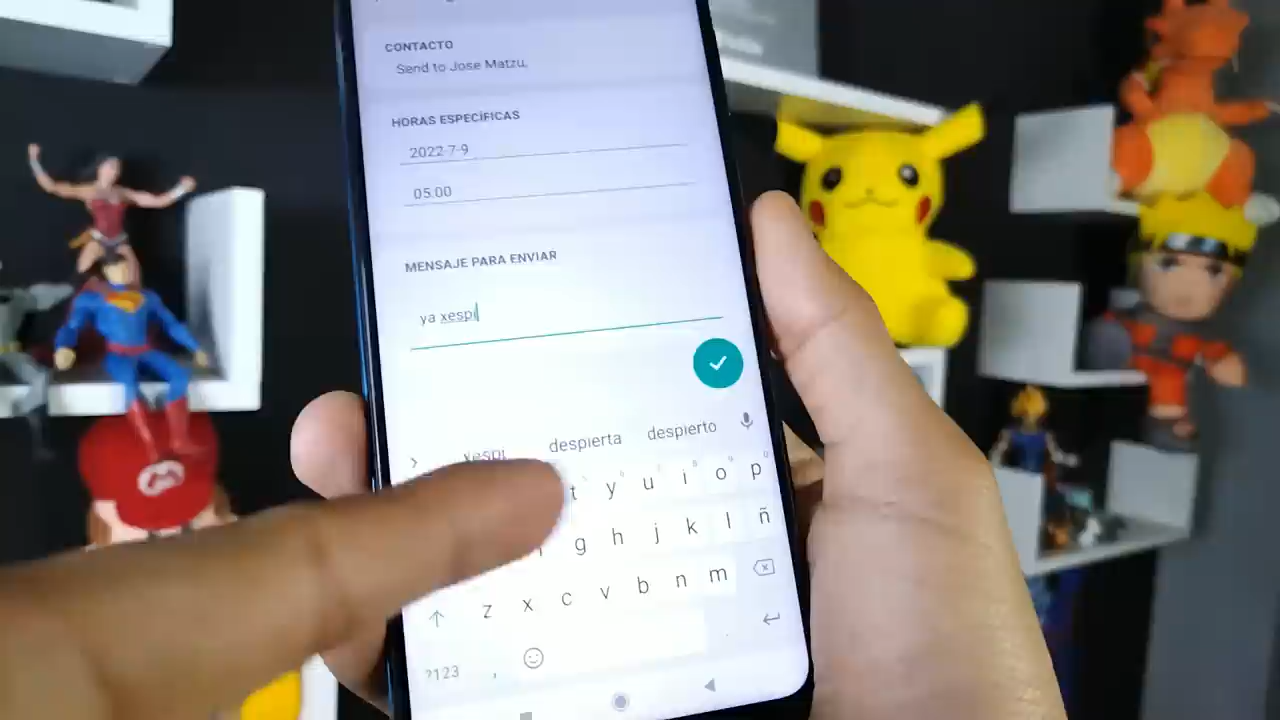 CONTACTO
Send to Jose Matzu,
HORAS ESPECÍFICAS
2022-7-9
05:00
MENSAJE PARA ENVIAR
ya xespi
xespi despierta despierto
t y u i o p
g h j k l ñ
z x c v b n m
?123 ,